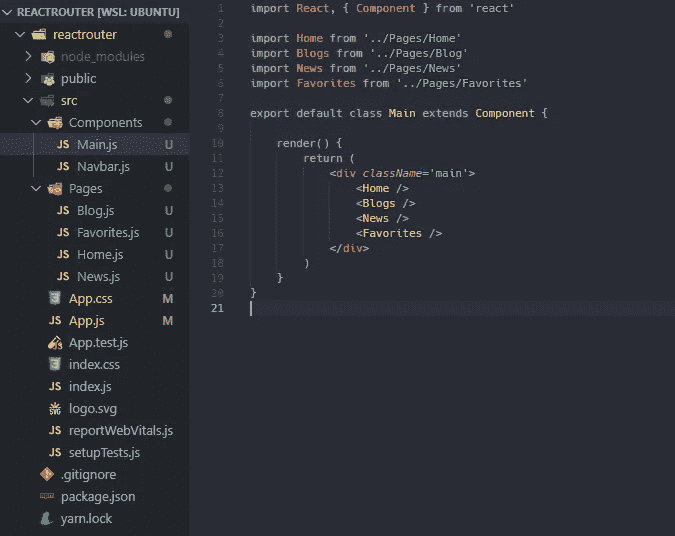 REACTROUTER [WSL: UBUNTU]
reactrouter
node_modules
public
src
Components
JS Main.js U
JS Navbar.js U
Pages
JS Blog.js U
JS Favorites.js U
JS Home.js U
JS News.js U
App.css M
JS App.js M
App.test.js
index.css
JS index.js
logo.svg
JS reportWebVitals.js
JS setupTests.js
.gitignore
package.json
yarn.lock
1 import React, { Component } from 'react'
2
3 import Home from '../Pages/Home'
4 import Blogs from '../Pages/Blog'
5 import News from '../Pages/News'
6 import Favorites from '../Pages/Favorites'
7
8 export default class Main extends Component {
9
10 render() {
11 return (
12 <div className='main'>
13 <Home />
14 <Blogs />
15 <News />
16 <Favorites />
17 </div>
18 )
19 }
20 }
21